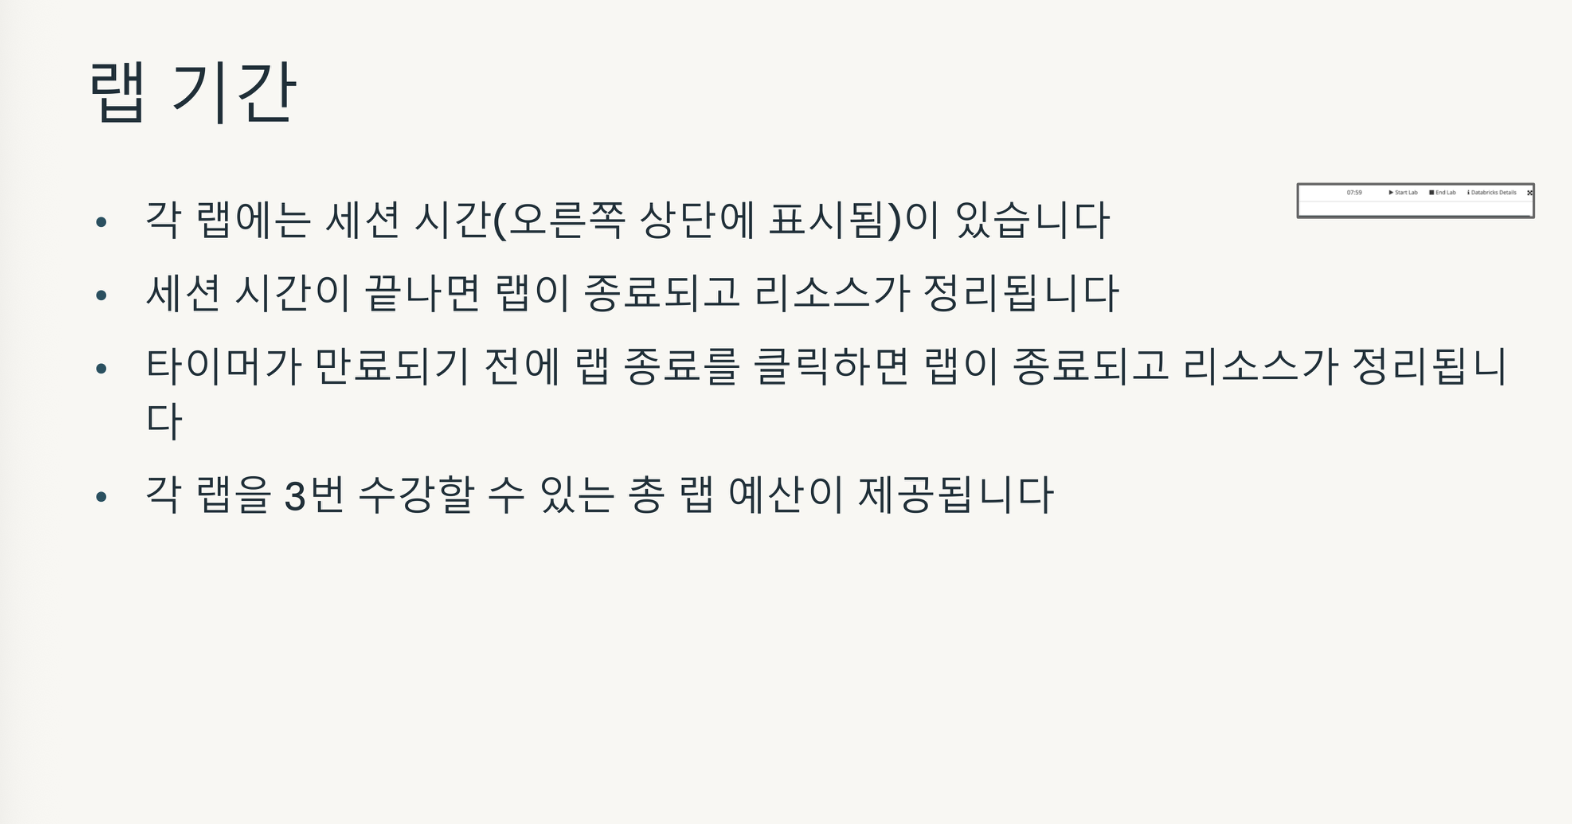 랩 기간
07:59 ▶ Start Lab ■ End Lab ℹ Databricks Details
• 각 랩에는 세션 시간(오른쪽 상단에 표시됨)이 있습니다
• 세션 시간이 끝나면 랩이 종료되고 리소스가 정리됩니다
• 타이머가 만료되기 전에 랩 종료를 클릭하면 랩이 종료되고 리소스가 정리됩니
다
• 각 랩을 3번 수강할 수 있는 총 랩 예산이 제공됩니다